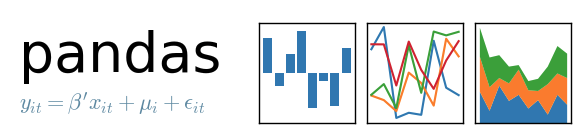 pandas
y_{it} = β′x_{it} + μ_i + ϵ_{it}